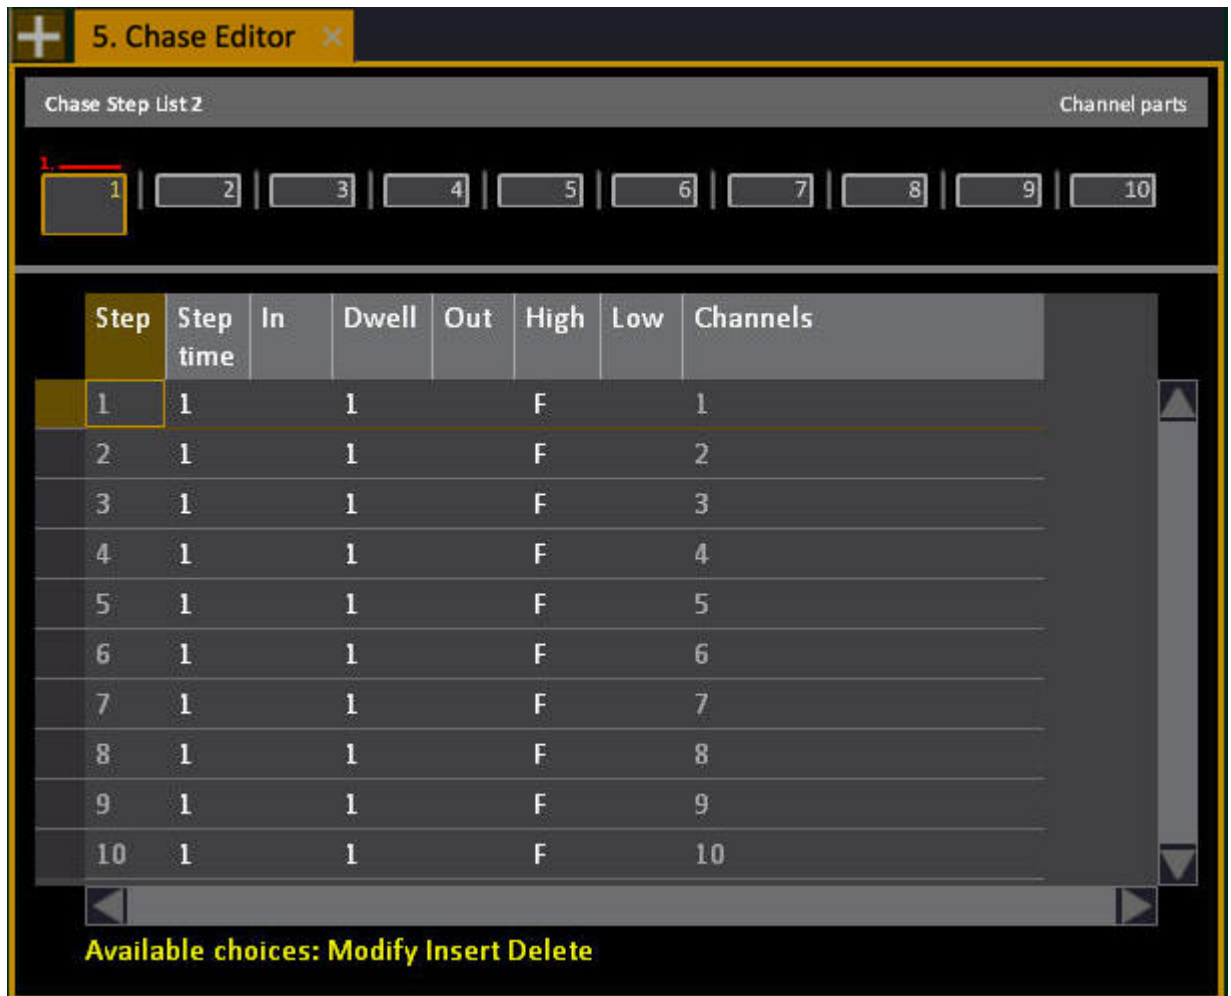 5. Chase Editor ×
Chase Step List 2 Channel parts
1.
1 2 3 4 5 6 7 8 9 10
Step Step time In Dwell Out High Low Channels
1 1 1 F 1
2 1 1 F 2
3 1 1 F 3
4 1 1 F 4
5 1 1 F 5
6 1 1 F 6
7 1 1 F 7
8 1 1 F 8
9 1 1 F 9
10 1 1 F 10
Available choices: Modify Insert Delete